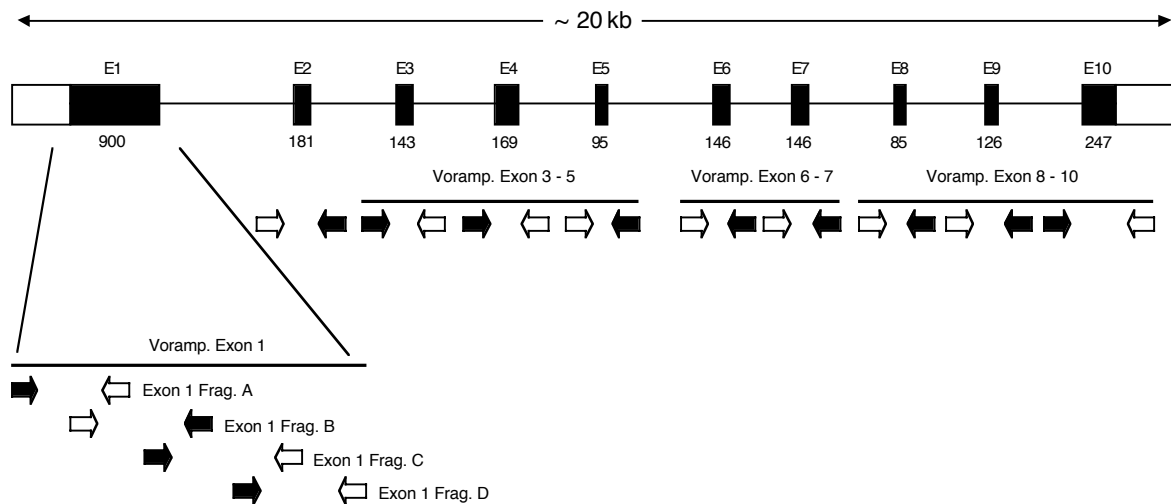 ~ 20 kb
E1 E2 E3 E4 E5 E6 E7 E8 E9 E10
900 181 143 169 95 146 146 85 126 247
Voramp. Exon 3 - 5 Voramp. Exon 6 - 7 Voramp. Exon 8 - 10
Voramp. Exon 1
Exon 1 Frag. A
Exon 1 Frag. B
Exon 1 Frag. C
Exon 1 Frag. D